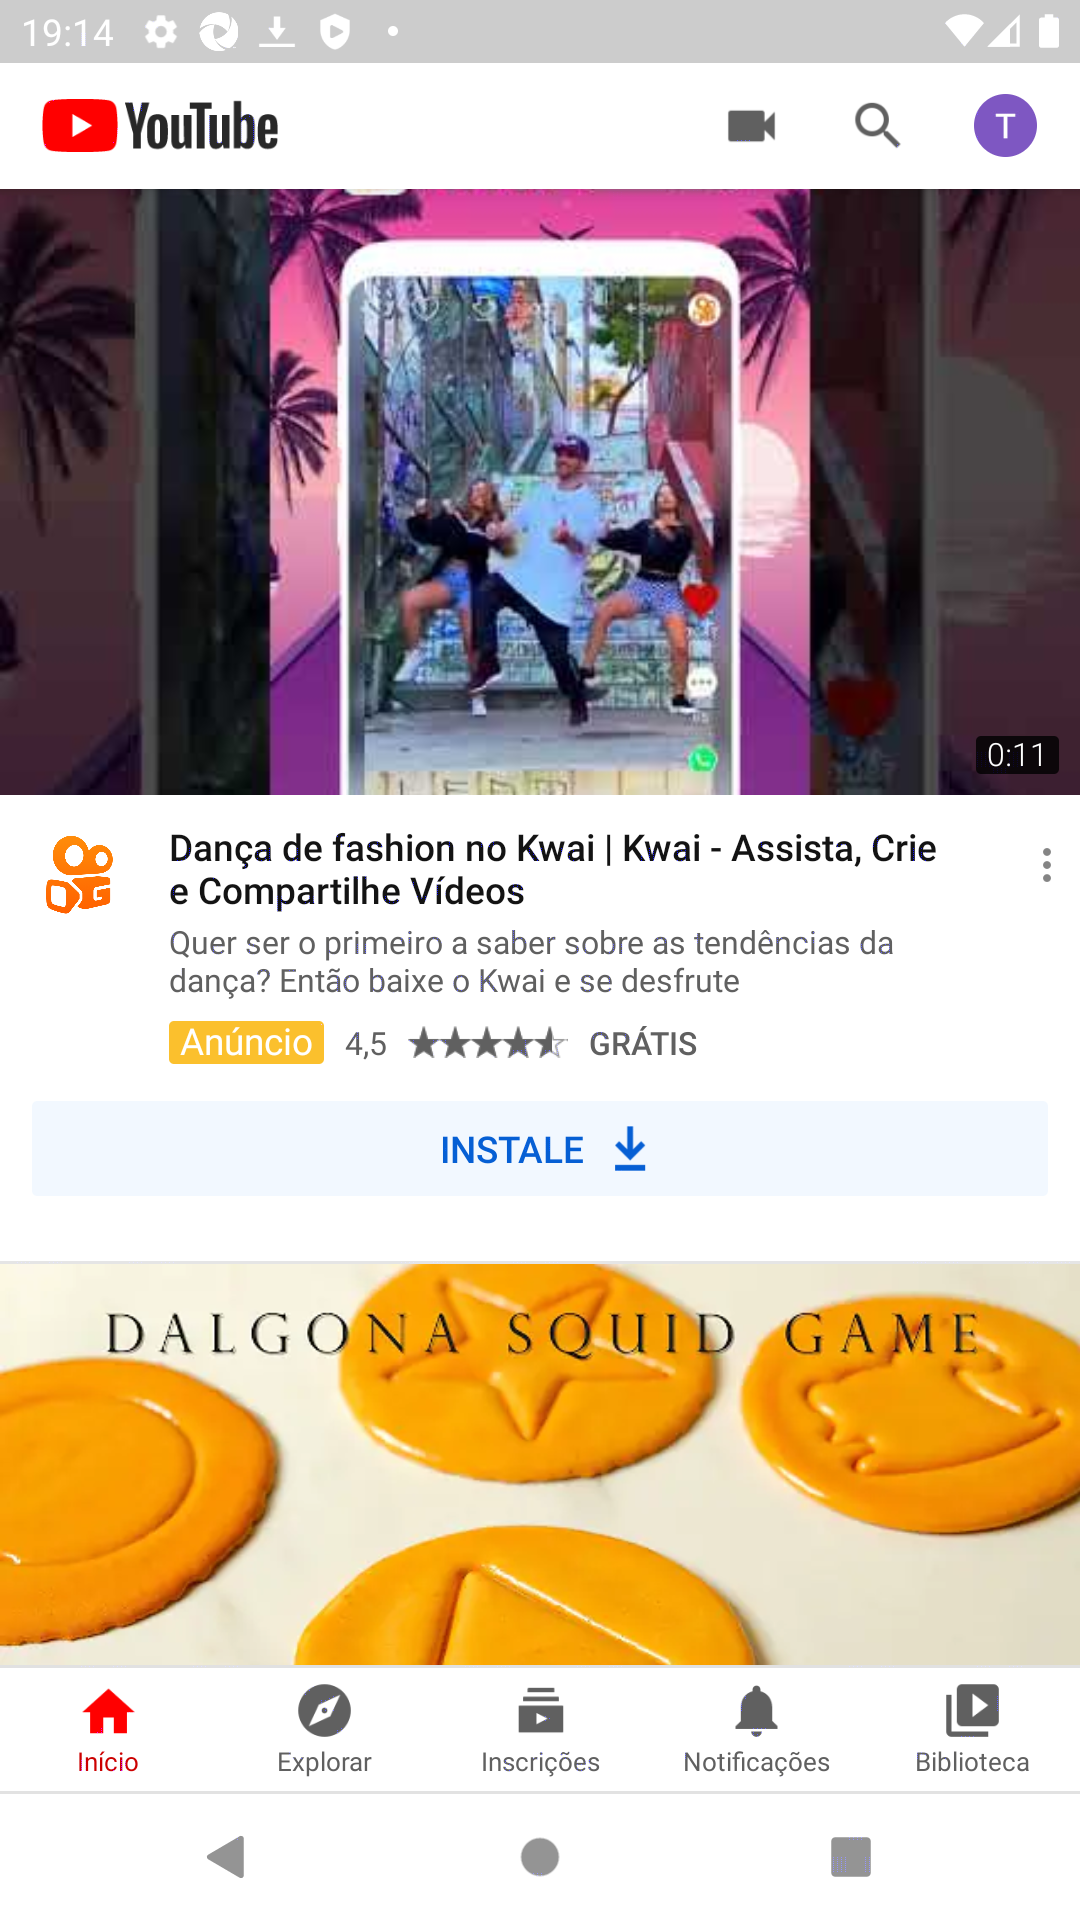 19:14
YouTube
T
0:11
Dança de fashion no Kwai | Kwai - Assista, Crie
e Compartilhe Vídeos
Quer ser o primeiro a saber sobre as tendências da
dança? Então baixe o Kwai e se desfrute
Anúncio 4,5 GRÁTIS
INSTALE
DALGONA SQUID GAME
Início Explorar Inscrições Notificações Biblioteca